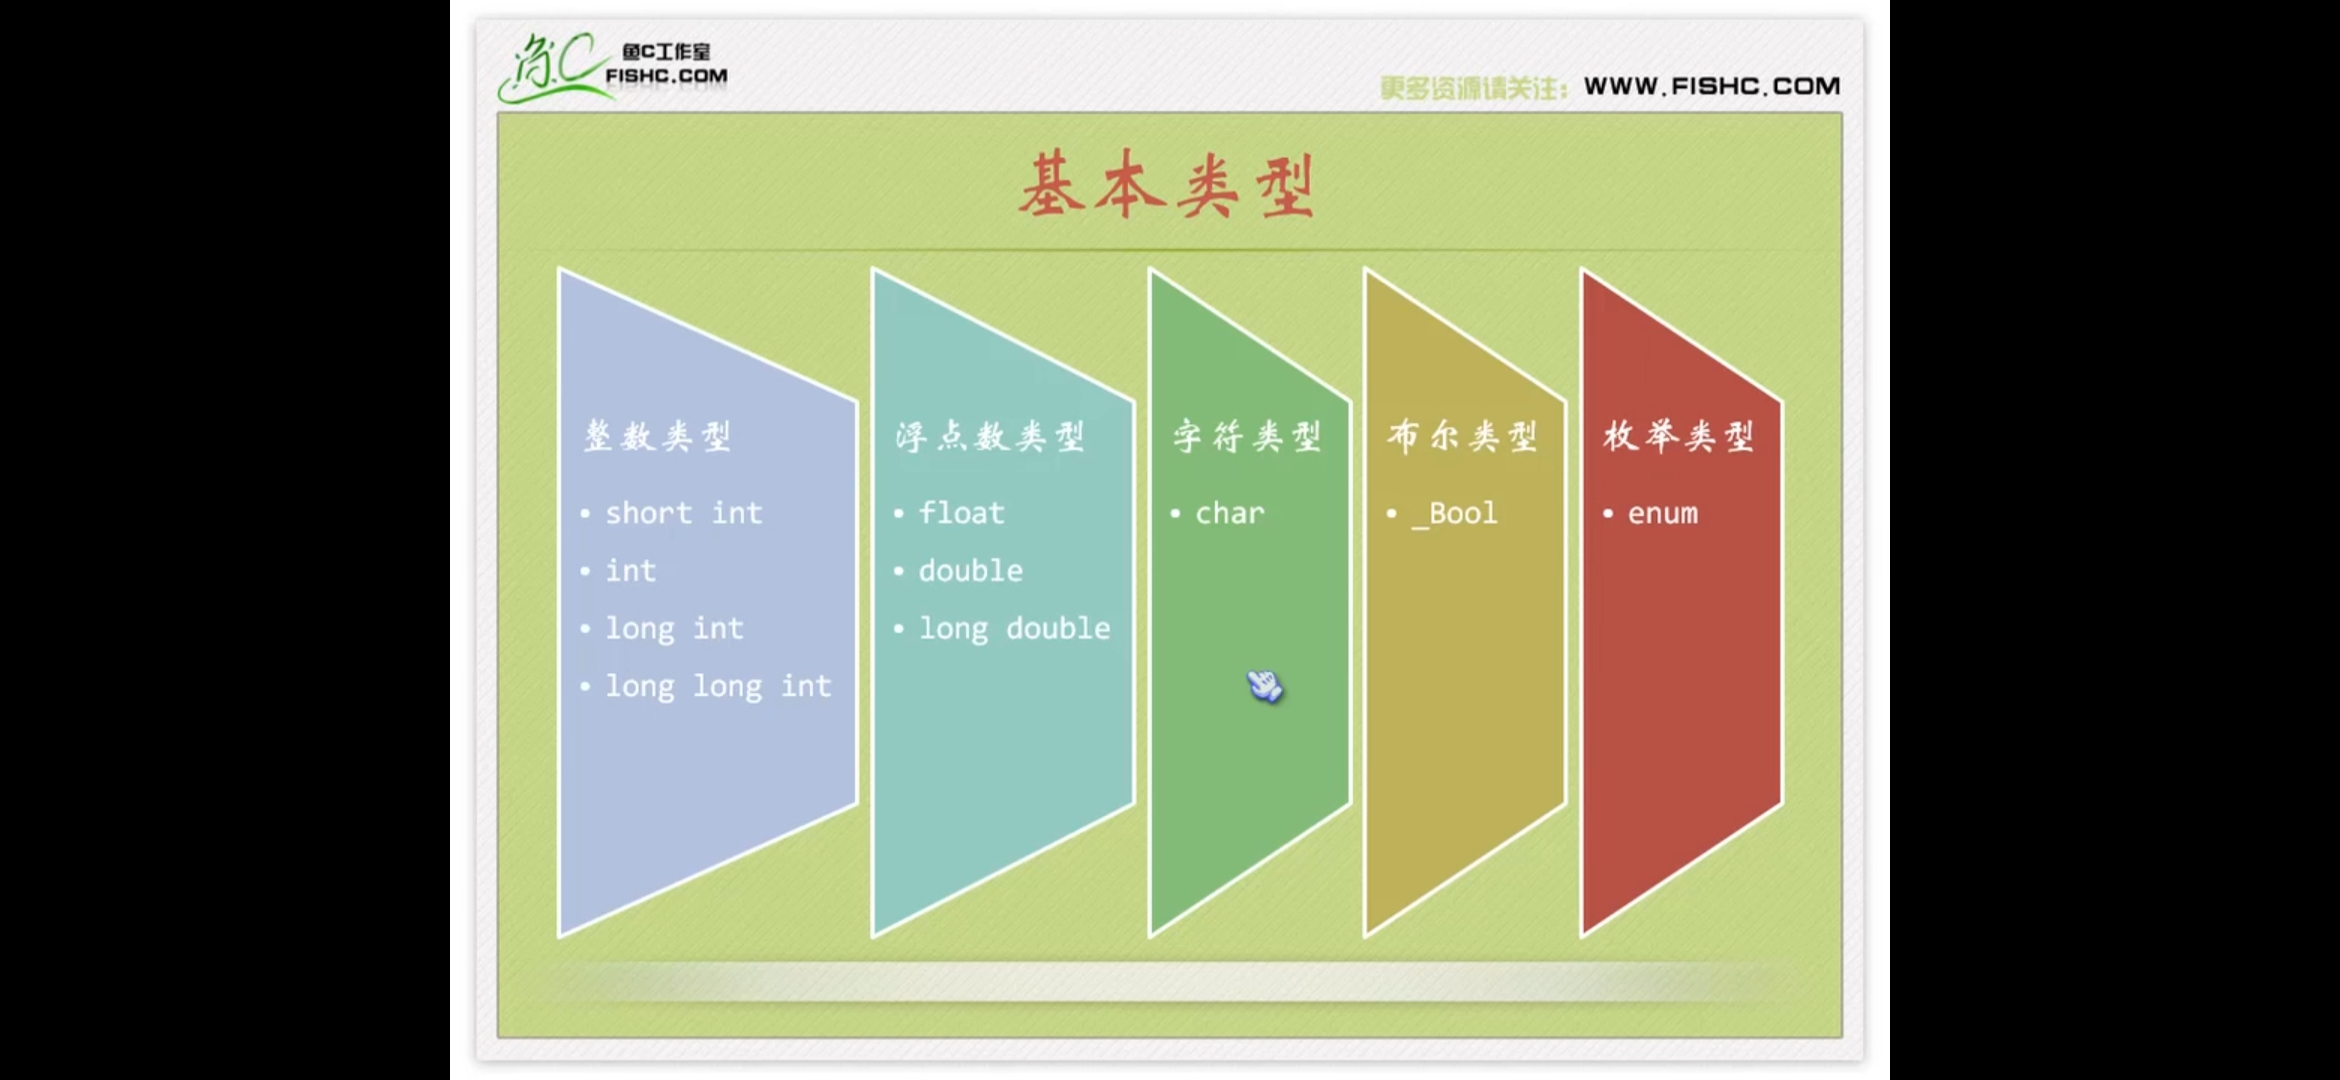 鱼C工作室
FISHC.COM
更多资源请关注： WWW.FISHC.COM
基本类型
整数类型
• short int
• int
• long int
• long long int
浮点数类型
• float
• double
• long double
字符类型
• char
布尔类型
• _Bool
枚举类型
• enum